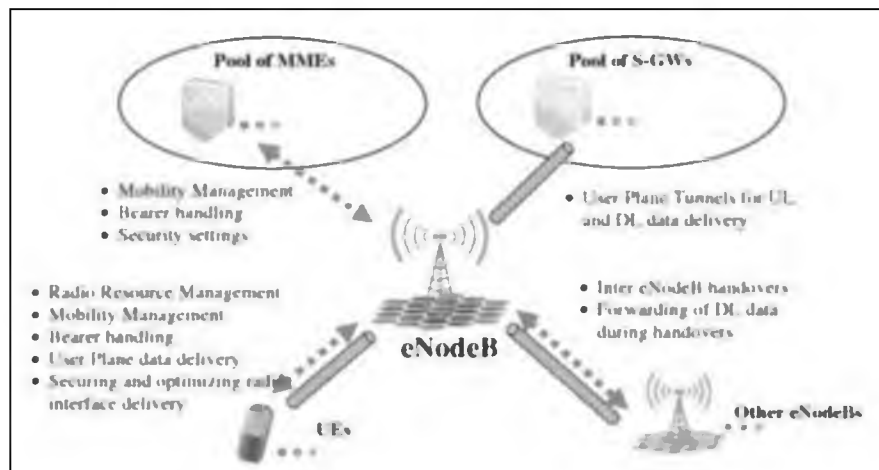 Pool of MMEs
Pool of S-GWs
• Mobility Management
• Bearer handling
• Security settings
• User Plane Tunnels for UL
and DL data delivery
• Radio Resource Management
• Mobility Management
• Bearer handling
• User Plane data delivery
• Securing and optimizing radio
interface delivery
• Inter eNodeB handovers
• Forwarding of DL data
during handovers
eNodeB
UEs
Other eNodeBs